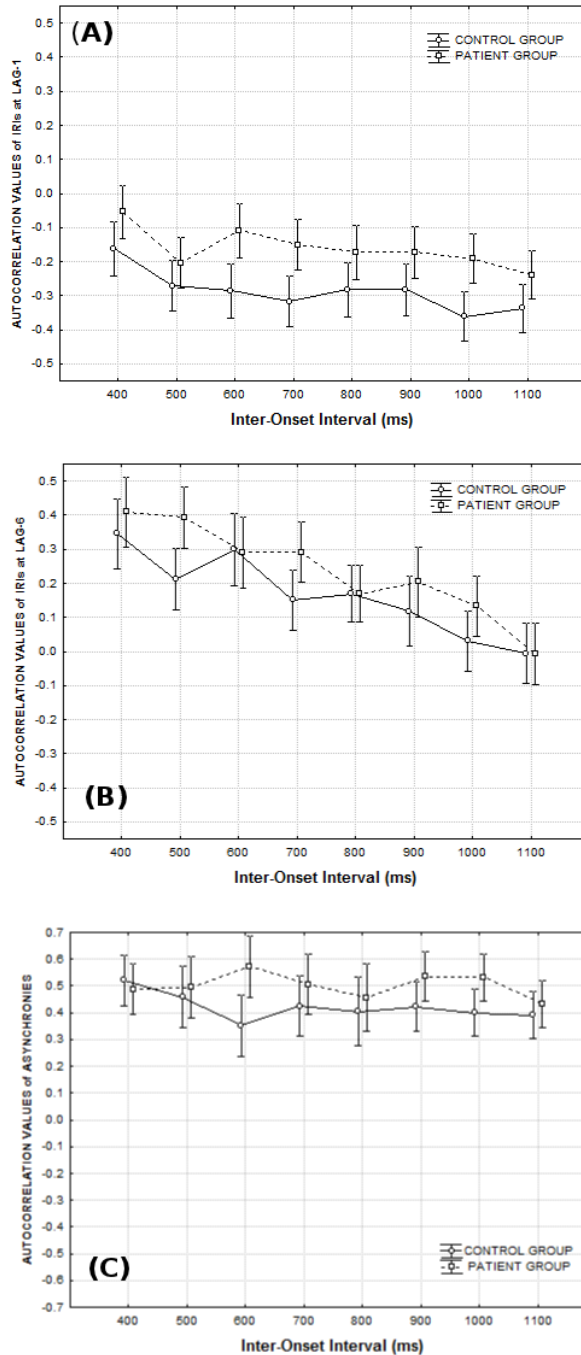 (A)
CONTROL GROUP
PATIENT GROUP
AUTOCORRELATION VALUES of IRIs at LAG-1
0.5
0.4
0.3
0.2
0.1
0.0
-0.1
-0.2
-0.3
-0.4
-0.5
400 500 600 700 800 900 1000 1100
Inter-Onset Interval (ms)
CONTROL GROUP
PATIENT GROUP
AUTOCORRELATION VALUES of IRIs at LAG-6
0.5
0.4
0.3
0.2
0.1
0.0
-0.1
-0.2
-0.3
-0.4
-0.5
(B)
400 500 600 700 800 900 1000 1100
Inter-Onset Interval (ms)
AUTOCORRELATION VALUES of ASYNCHRONIES
0.7
0.6
0.5
0.4
0.3
0.2
0.1
0.0
-0.1
-0.2
-0.3
-0.4
-0.5
-0.6
-0.7
CONTROL GROUP
PATIENT GROUP
(C)
400 500 600 700 800 900 1000 1100
Inter-Onset Interval (ms)